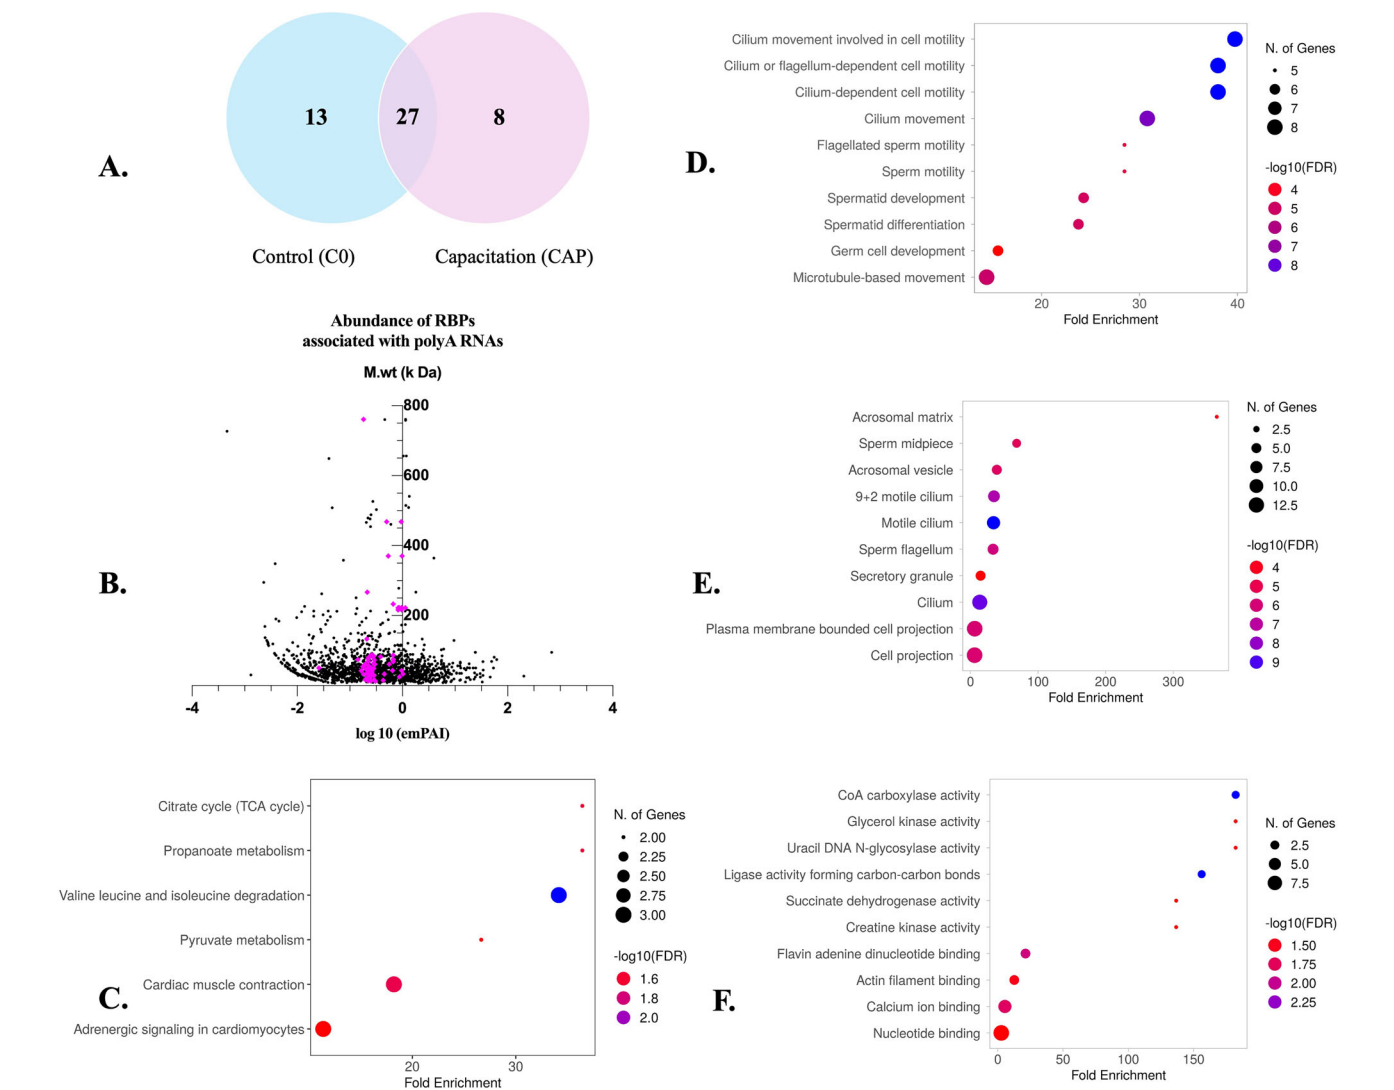 A.
13
27
8
Control (C0)
Capacitation (CAP)
B.
Abundance of RBPs
associated with polyA RNAs
M.wt (k Da)
800
600
400
200
-4
-2
0
2
4
log 10 (emPAI)
C.
Citrate cycle (TCA cycle)
Propanoate metabolism
Valine leucine and isoleucine degradation
Pyruvate metabolism
Cardiac muscle contraction
Adrenergic signaling in cardiomyocytes
20
30
Fold Enrichment
N. of Genes
2.00
2.25
2.50
2.75
3.00
-log10(FDR)
1.6
1.8
2.0
D.
Cilium movement involved in cell motility
Cilium or flagellum-dependent cell motility
Cilium-dependent cell motility
Cilium movement
Flagellated sperm motility
Sperm motility
Spermatid development
Spermatid differentiation
Germ cell development
Microtubule-based movement
20
30
40
Fold Enrichment
N. of Genes
5
6
7
8
-log10(FDR)
4
5
6
7
8
E.
Acrosomal matrix
Sperm midpiece
Acrosomal vesicle
9+2 motile cilium
Motile cilium
Sperm flagellum
Secretory granule
Cilium
Plasma membrane bounded cell projection
Cell projection
0
100
200
300
Fold Enrichment
N. of Genes
2.5
5.0
7.5
10.0
12.5
-log10(FDR)
4
5
6
7
8
9
F.
CoA carboxylase activity
Glycerol kinase activity
Uracil DNA N-glycosylase activity
Ligase activity forming carbon-carbon bonds
Succinate dehydrogenase activity
Creatine kinase activity
Flavin adenine dinucleotide binding
Actin filament binding
Calcium ion binding
Nucleotide binding
0
50
100
150
Fold Enrichment
N. of Genes
2.5
5.0
7.5
-log10(FDR)
1.50
1.75
2.00
2.25